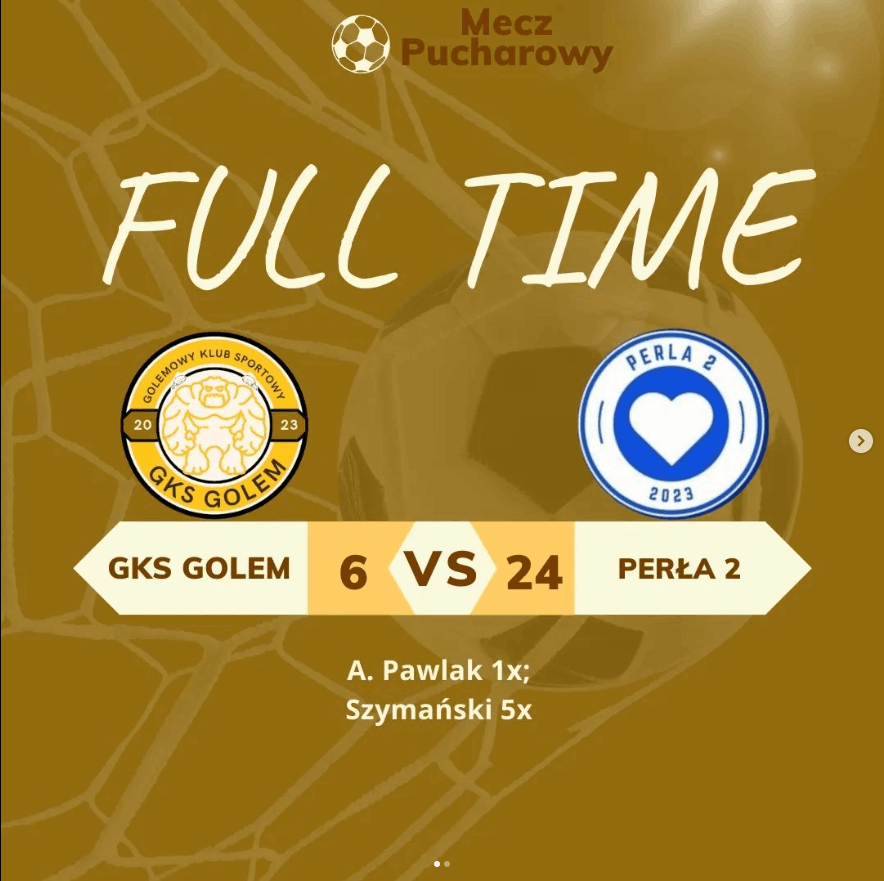 Mecz
Pucharowy
FULL TIME
GOLEMOWY KLUB SPORTOWY
20 23
GKS GOLEM
PERLA 2
2023
GKS GOLEM 6 VS 24 PERŁA 2
A. Pawlak 1x;
Szymański 5x